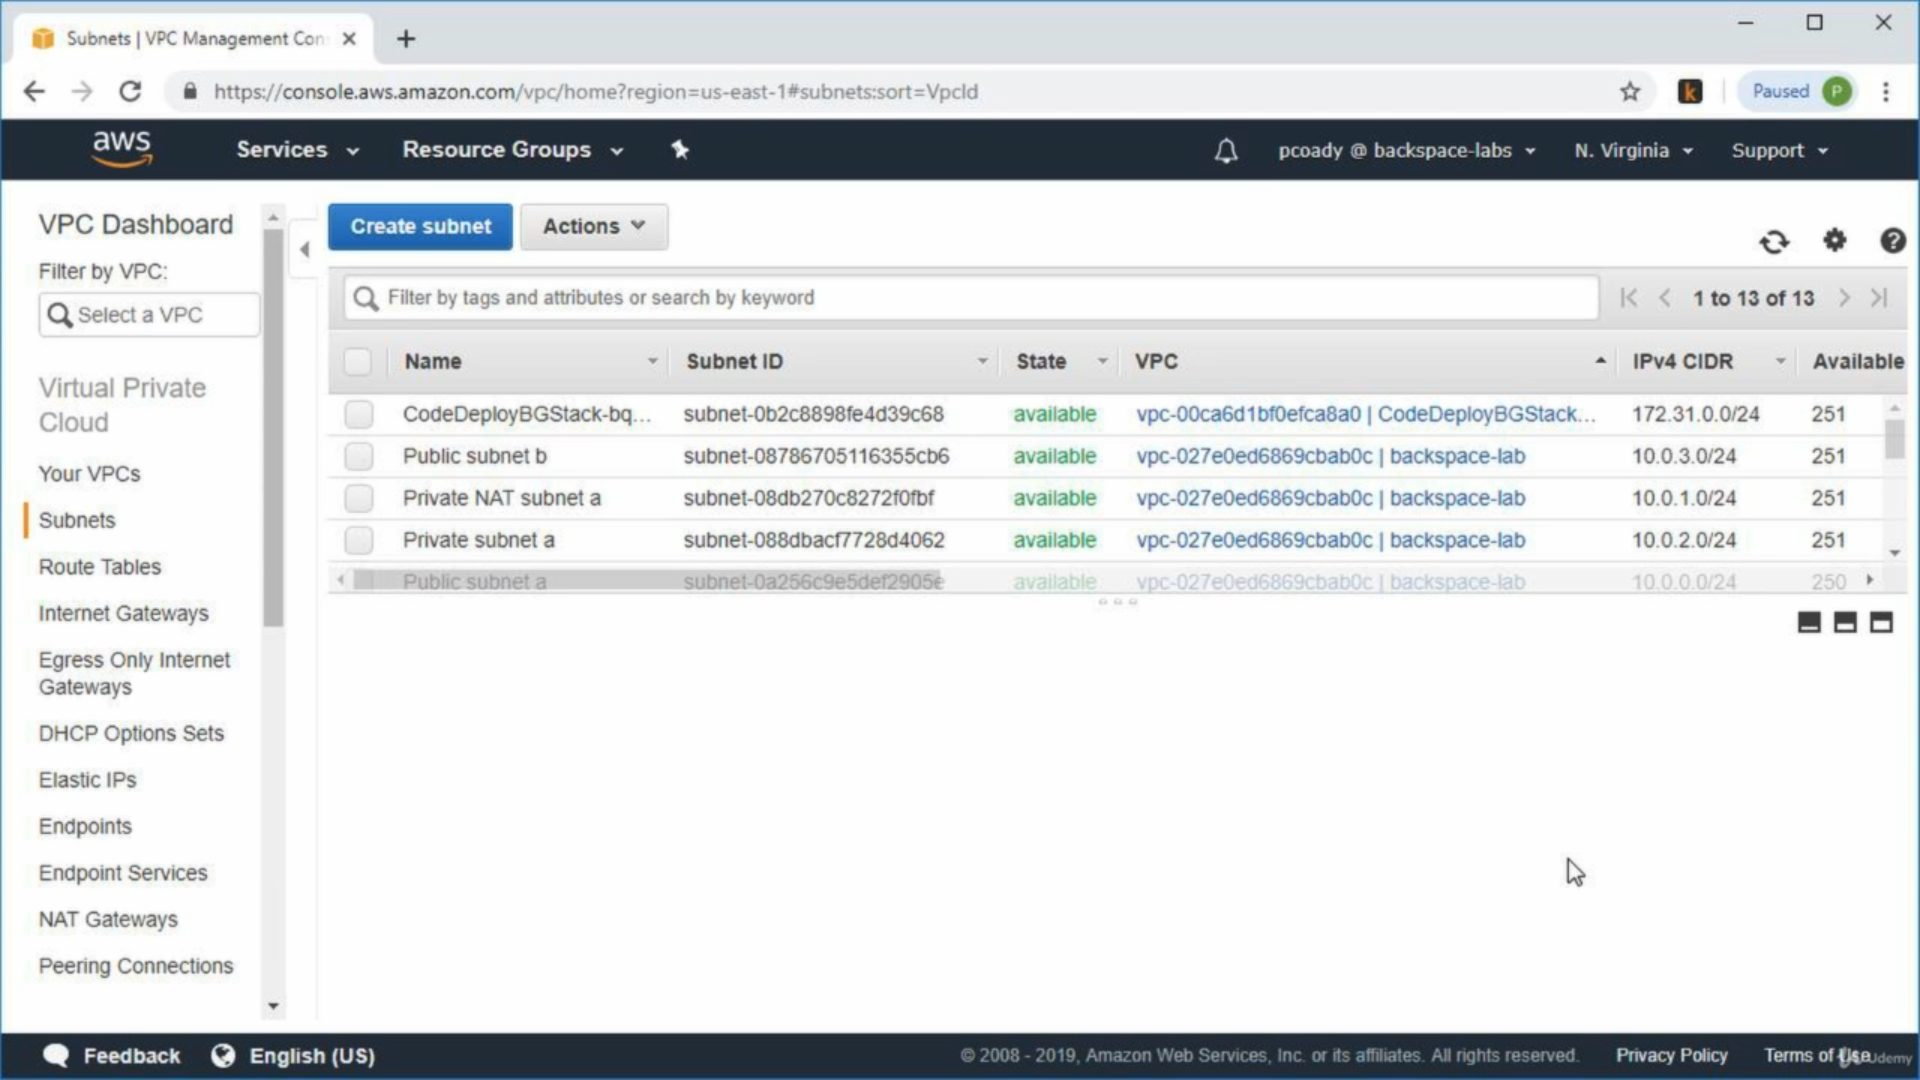 Subnets | VPC Management Con
https://console.aws.amazon.com/vpc/home?region=us-east-1#subnets:sort=VpcId
k
Paused P
aws Services Resource Groups pcoady @ backspace-labs N. Virginia Support
VPC Dashboard
Filter by VPC:
Select a VPC
Virtual Private
Cloud
Your VPCs
Subnets
Route Tables
Internet Gateways
Egress Only Internet
Gateways
DHCP Options Sets
Elastic IPs
Endpoints
Endpoint Services
NAT Gateways
Peering Connections
Create subnet Actions
Filter by tags and attributes or search by keyword 1 to 13 of 13
Name Subnet ID State VPC IPv4 CIDR Available
CodeDeployBGStack-bq... subnet-0b2c8898fe4d39c68 available vpc-00ca6d1bf0efca8a0 | CodeDeployBGStack... 172.31.0.0/24 251
Public subnet b subnet-08786705116355cb6 available vpc-027e0ed6869cbab0c | backspace-lab 10.0.3.0/24 251
Private NAT subnet a subnet-08db270c8272f0fbf available vpc-027e0ed6869cbab0c | backspace-lab 10.0.1.0/24 251
Private subnet a subnet-088dbacf7728d4062 available vpc-027e0ed6869cbab0c | backspace-lab 10.0.2.0/24 251
Public subnet a subnet-0a256c9e5def2905e available vpc-027e0ed6869cbab0c | backspace-lab 10.0.0.0/24 250
Feedback English (US) © 2008 - 2019, Amazon Web Services, Inc. or its affiliates. All rights reserved. Privacy Policy Terms of Use
Udemy